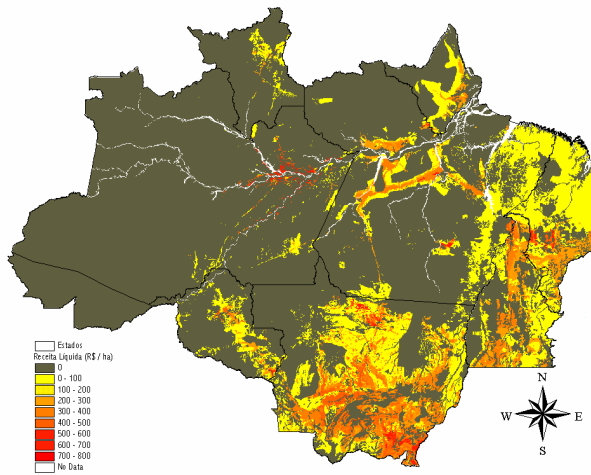 Estados
Receita Líquida (R$ / ha)
0
0 - 100
100 - 200
200 - 300
300 - 400
400 - 500
500 - 600
600 - 700
700 - 800
No Data
N
W
E
S